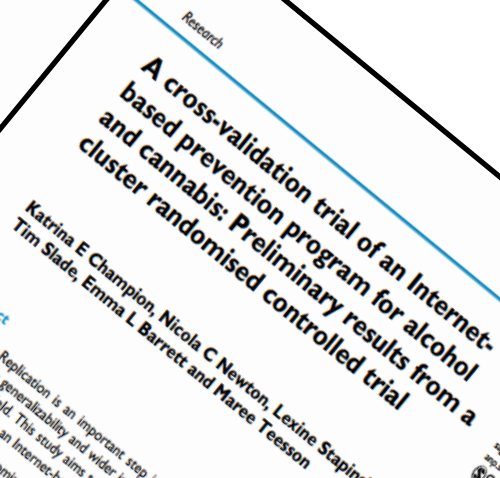 Research
A cross-validation trial of an Internet-
based prevention program for alcohol
and cannabis: Preliminary results from a
cluster randomised controlled trial
Katrina E Champion, Nicola C Newton, Lexine
Tim Slade, Emma L Barrett and Maree Teesson
Replication is an important step
generalizability and wider
This study aims
an Internet-